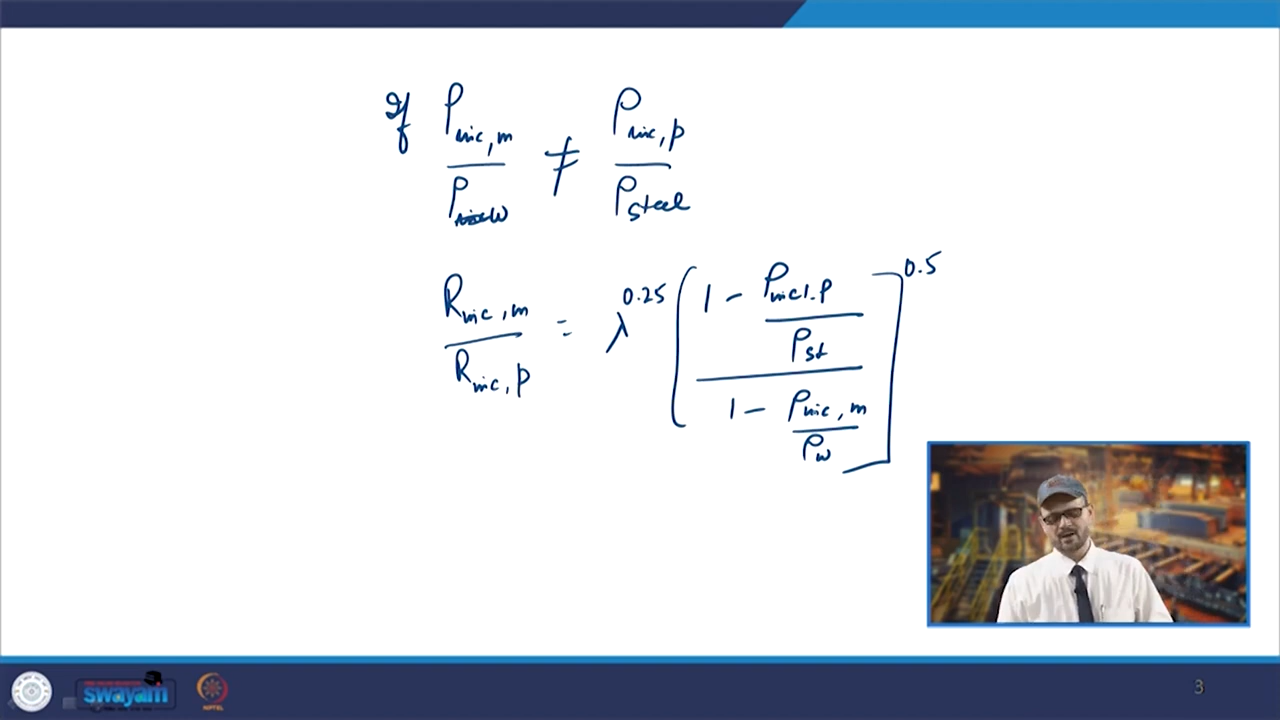 If ρinc,m / ρw ≠ ρinc,p / ρsteel
Rinc,m / Rinc,p = λ^0.25 [ (1 - ρincl.p / ρst) / (1 - ρinc,m / ρw) ]^0.5
3
swayam
NPTEL